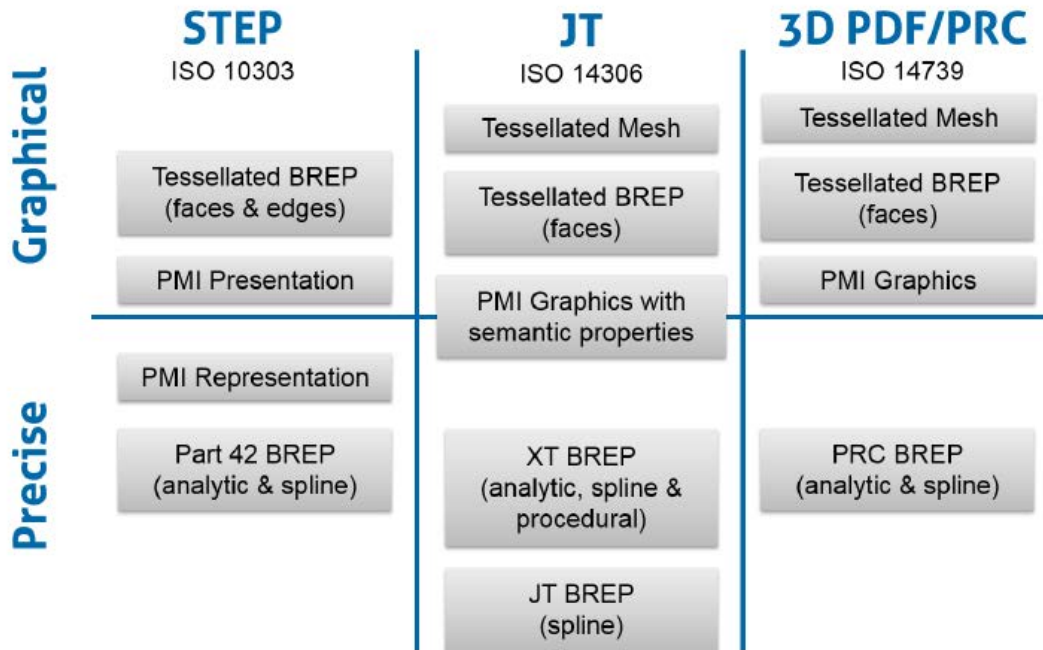 STEP
ISO 10303
JT
ISO 14306
3D PDF/PRC
ISO 14739
Graphical
Tessellated BREP
(faces & edges)
PMI Presentation
Tessellated Mesh
Tessellated BREP
(faces)
PMI Graphics with
semantic properties
Tessellated Mesh
Tessellated BREP
(faces)
PMI Graphics
Precise
PMI Representation
Part 42 BREP
(analytic & spline)
XT BREP
(analytic, spline &
procedural)
JT BREP
(spline)
PRC BREP
(analytic & spline)